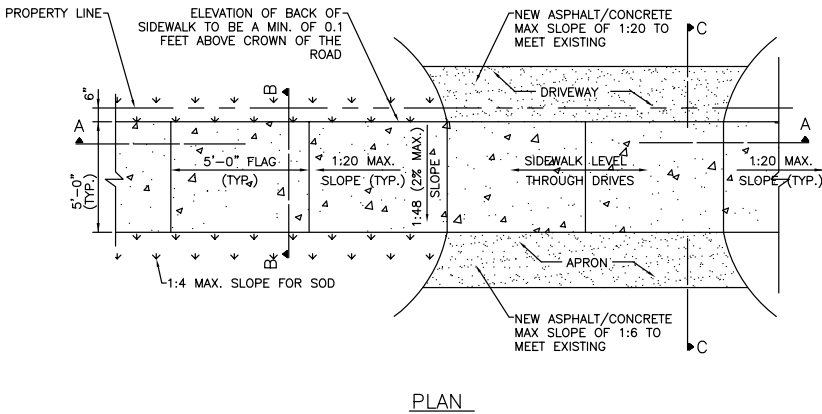 PROPERTY LINE
ELEVATION OF BACK OF
SIDEWALK TO BE A MIN. OF 0.1
FEET ABOVE CROWN OF THE
ROAD
NEW ASPHALT/CONCRETE
MAX SLOPE OF 1:20 TO
MEET EXISTING
C
6"
B
DRIVEWAY
A
A
5'-0"
(TYP.)
5'-0" FLAG
(TYP.)
1:20 MAX.
SLOPE (TYP.)
1:48 (2% MAX.)
SLOPE
SIDEWALK LEVEL
THROUGH DRIVES
1:20 MAX.
SLOPE (TYP.)
B
APRON
1:4 MAX. SLOPE FOR SOD
NEW ASPHALT/CONCRETE
MAX SLOPE OF 1:6 TO
MEET EXISTING
C
PLAN